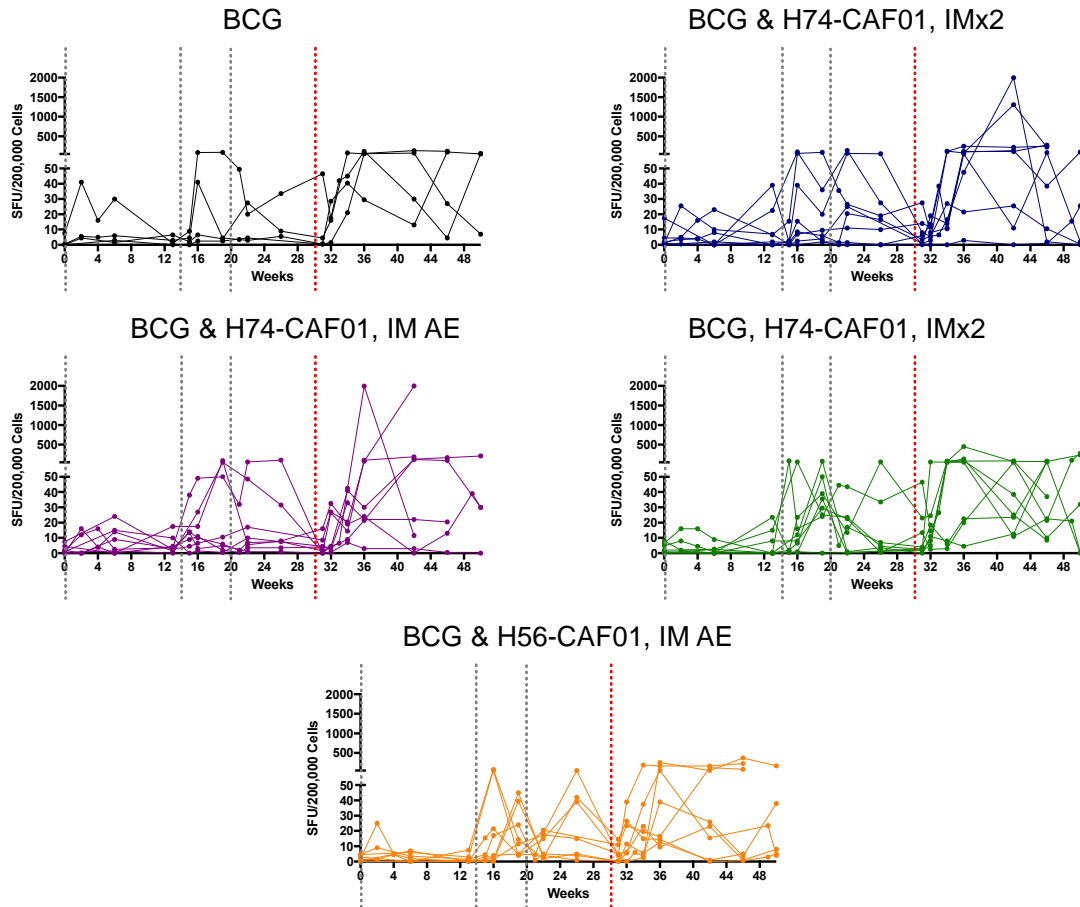 BCG
BCG & H74-CAF01, IMx2
SFU/200,000 Cells
2000
1500
1000
500
50
40
30
20
10
0
0 4 8 12 16 20 24 28 32 36 40 44 48
Weeks
SFU/200,000 Cells
2000
1500
1000
500
50
40
30
20
10
0
0 4 8 12 16 20 24 28 32 36 40 44 48
Weeks
BCG & H74-CAF01, IM AE
BCG, H74-CAF01, IMx2
SFU/200,000 Cells
2000
1500
1000
500
50
40
30
20
10
0
0 4 8 12 16 20 24 28 32 36 40 44 48
Weeks
SFU/200,000 Cells
2000
1500
1000
500
50
40
30
20
10
0
0 4 8 12 16 20 24 28 32 36 40 44 48
Weeks
BCG & H56-CAF01, IM AE
SFU/200,000 Cells
2000
1500
1000
500
50
40
30
20
10
0
0 4 8 12 16 20 24 28 32 36 40 44 48
Weeks